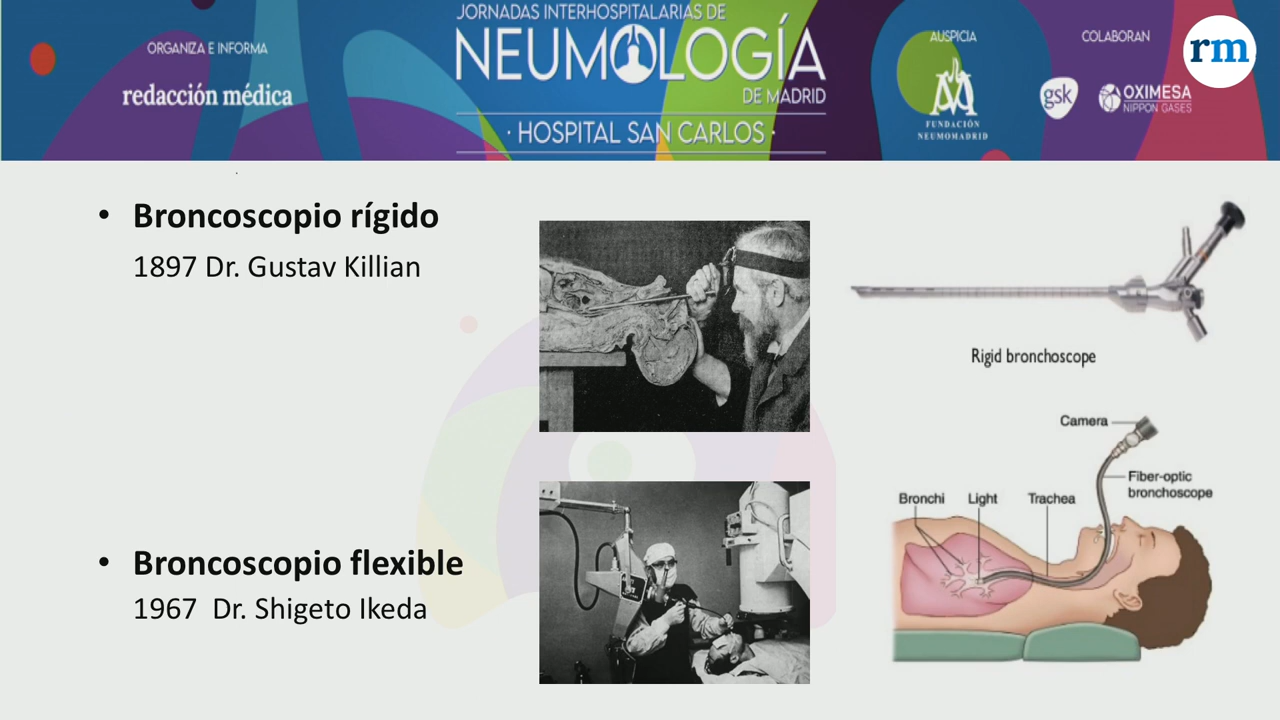 ORGANIZA E INFORMA
redacción médica
JORNADAS INTERHOSPITALARIAS DE
NEUMOLOGÍA
DE MADRID
· HOSPITAL SAN CARLOS ·
AUSPICIA
FUNDACIÓN
NEUMOMADRID
COLABORAN
gsk
OXIMESA
NIPPON GASES
rm
• Broncoscopio rígido
1897 Dr. Gustav Killian
Rigid bronchoscope
Camera
Fiber-optic
bronchoscope
Bronchi
Light
Trachea
• Broncoscopio flexible
1967 Dr. Shigeto Ikeda